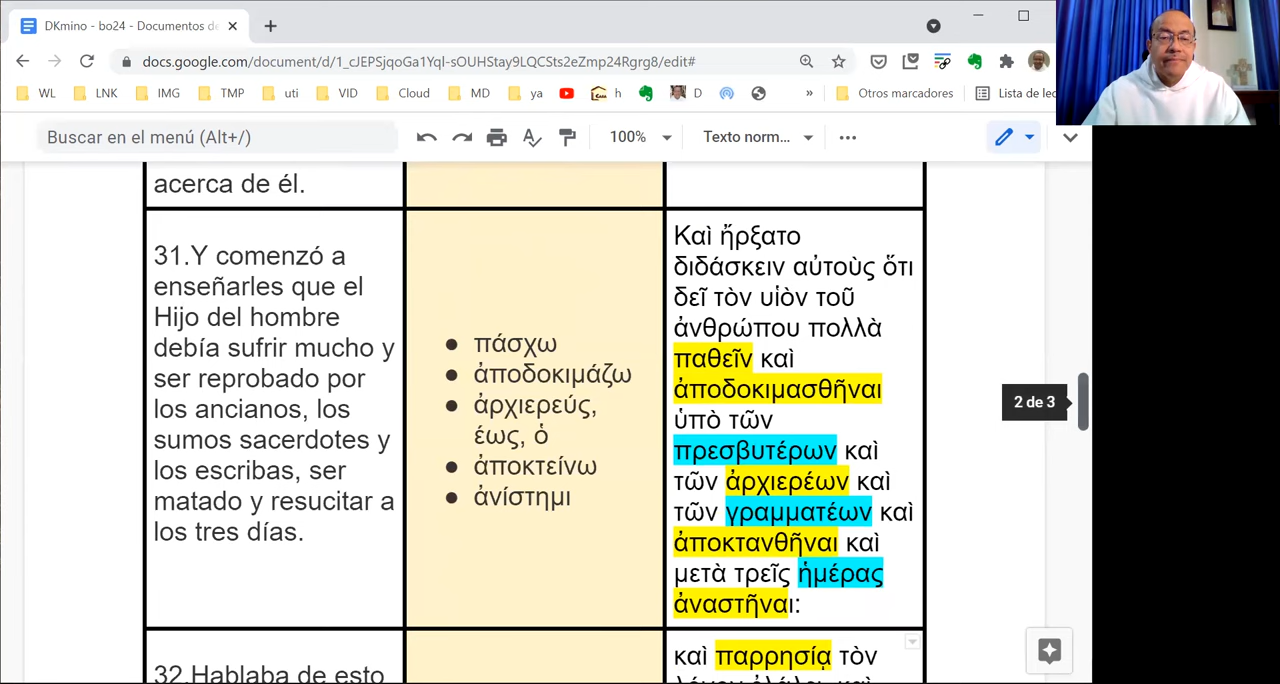 DKmino - bo24 - Documentos de
docs.google.com/document/d/1_cJEPSjqoGa1YqI-sOUHStay9LQCSts2eZmp24Rgrg8/edit#
WL LNK IMG TMP uti VID Cloud MD ya h D » Otros marcadores Lista de lec
Buscar en el menú (Alt+/) 100% Texto norm...
acerca de él.
31.Y comenzó a
enseñarles que el
Hijo del hombre
debía sufrir mucho y
ser reprobado por
los ancianos, los
sumos sacerdotes y
los escribas, ser
matado y resucitar a
los tres días.
● πάσχω
● ἀποδοκιμάζω
● ἀρχιερεύς,
έως, ὁ
● ἀποκτείνω
● ἀνίστημι
Καὶ ἤρξατο
διδάσκειν αὐτοὺς ὅτι
δεῖ τὸν υἱὸν τοῦ
ἀνθρώπου πολλὰ
παθεῖν καὶ
ἀποδοκιμασθῆναι
ὑπὸ τῶν
πρεσβυτέρων καὶ
τῶν ἀρχιερέων καὶ
τῶν γραμματέων καὶ
ἀποκτανθῆναι καὶ
μετὰ τρεῖς ἡμέρας
ἀναστῆναι:
2 de 3
32.Hablaba de esto
καὶ παρρησίᾳ τὸν